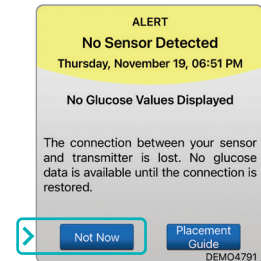 ALERT
No Sensor Detected
Thursday, November 19, 06:51 PM
No Glucose Values Displayed
The connection between your sensor
and transmitter is lost. No glucose
data is available until the connection is
restored.
Not Now
Placement
Guide
DEMO4791